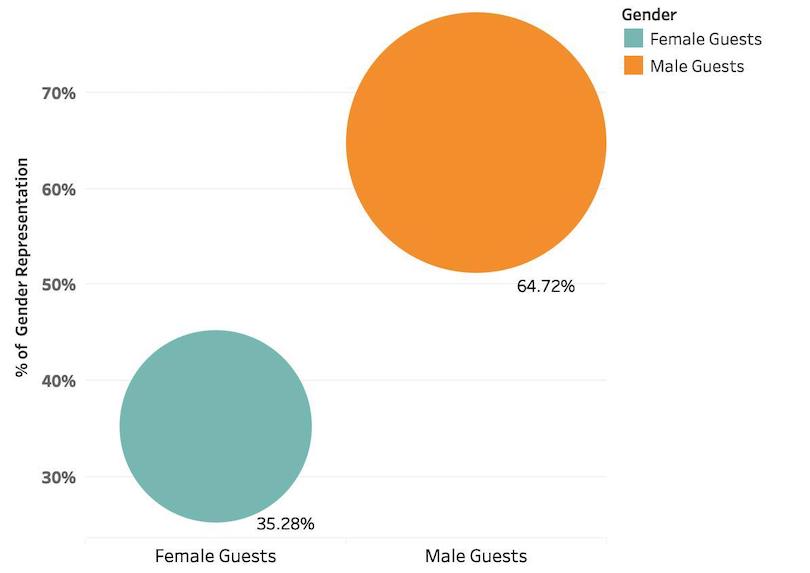 Gender
Female Guests
Male Guests
70%
60%
50%
40%
30%
% of Gender Representation
64.72%
35.28%
Female Guests
Male Guests